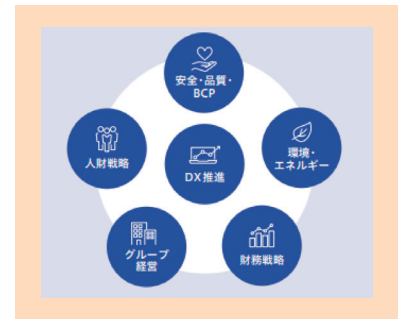 安全・品質・
BCP
人財戦略
DX推進
環境・
エネルギー
グループ
経営
財務戦略